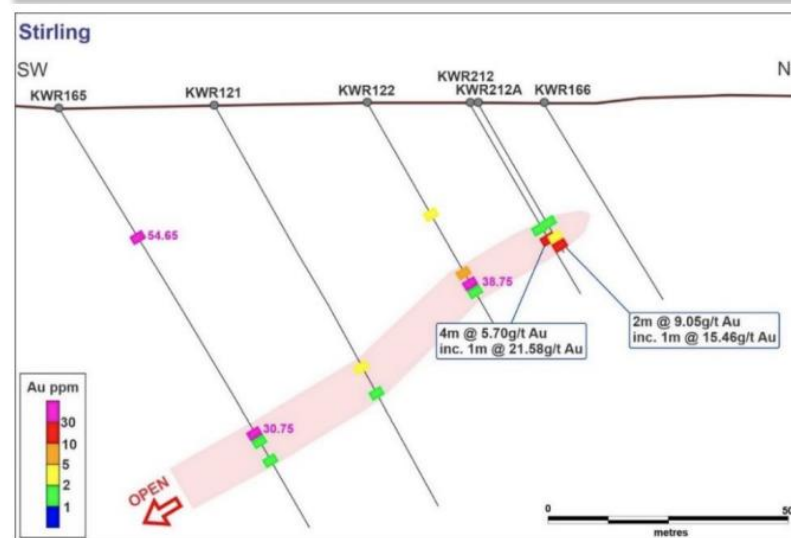 Stirling
SW
N
KWR165
KWR121
KWR122
KWR212
KWR212A
KWR166
54.65
38.75
4m @ 5.70g/t Au
inc. 1m @ 21.58g/t Au
2m @ 9.05g/t Au
inc. 1m @ 15.46g/t Au
30.75
OPEN
Au ppm
30
10
5
2
1
0
50
metres